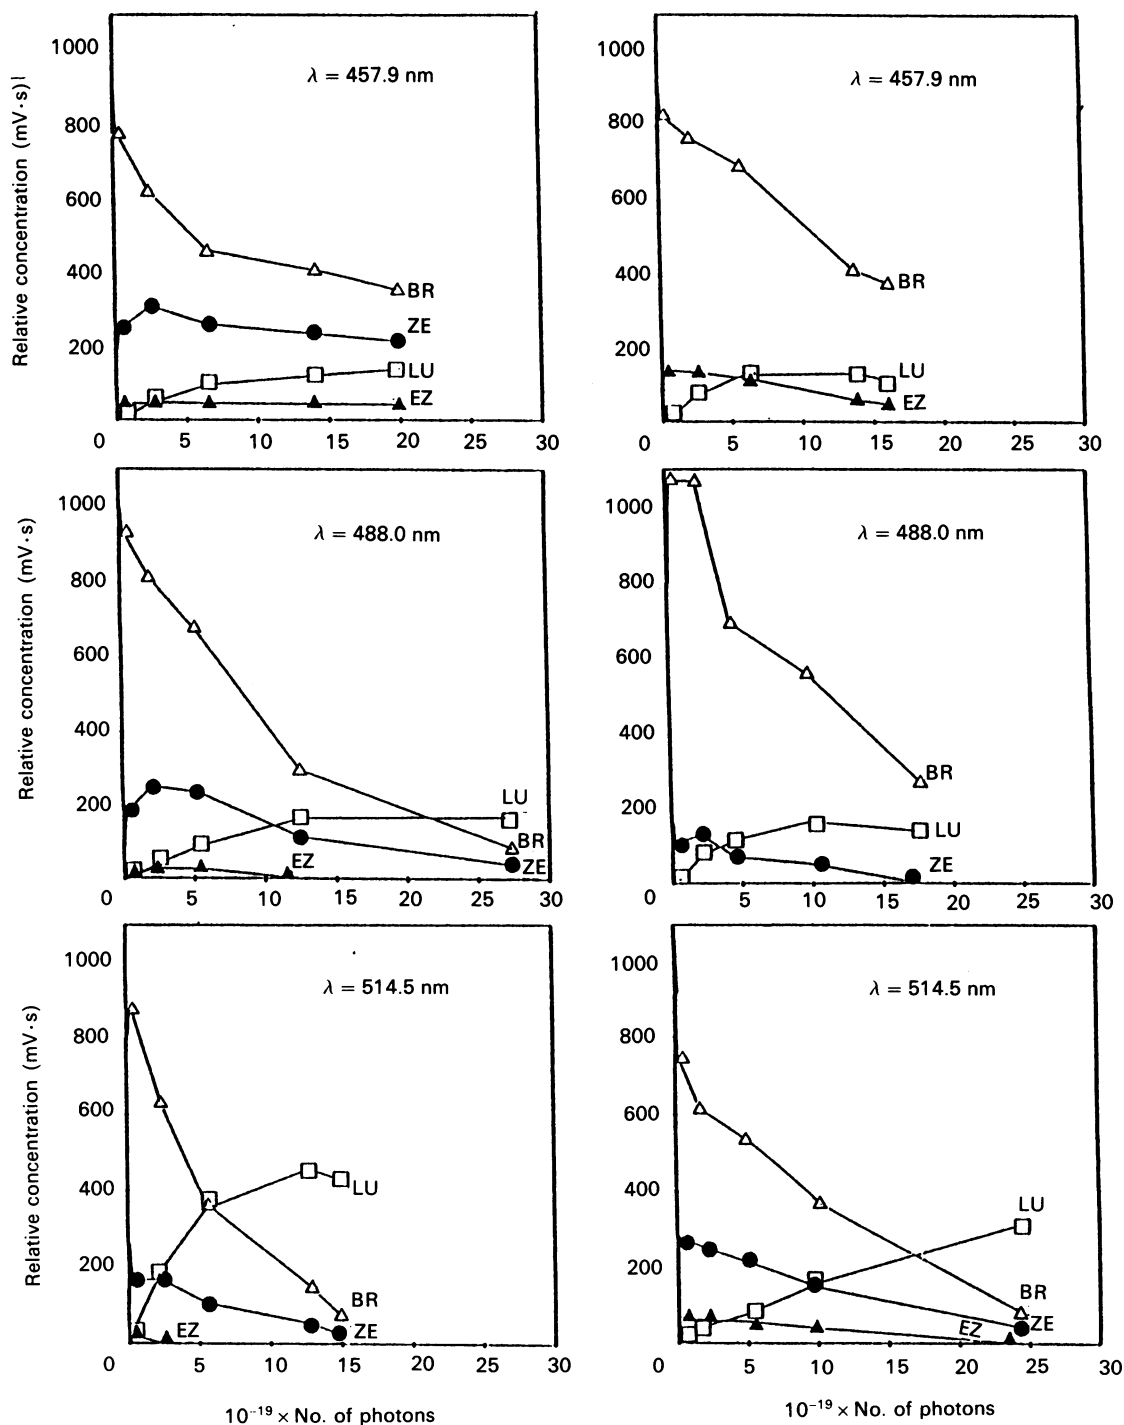 Relative concentration (mV·s)
1000
800
600
400
200
λ = 457.9 nm
BR
ZE
LU
EZ
0 5 10 15 20 25 30
1000
800
600
400
200
λ = 457.9 nm
BR
LU
EZ
0 5 10 15 20 25 30
Relative concentration (mV·s)
1000
800
600
400
200
λ = 488.0 nm
LU
BR
EZ
ZE
0 5 10 15 20 25 30
1000
800
600
400
200
λ = 488.0 nm
BR
LU
ZE
0 5 10 15 20 25 30
Relative concentration (mV·s)
1000
800
600
400
200
λ = 514.5 nm
LU
BR
EZ
ZE
0 5 10 15 20 25 30
10⁻¹⁹ × No. of photons
1000
800
600
400
200
λ = 514.5 nm
LU
BR
ZE
EZ
0 5 10 15 20 25 30
10⁻¹⁹ × No. of photons